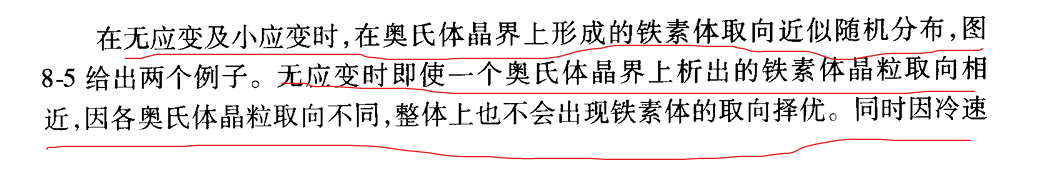 在无应变及小应变时,在奥氏体晶界上形成的铁素体取向近似随机分布,图
8-5 给出两个例子。无应变时即使一个奥氏体晶界上析出的铁素体晶粒取向相
近,因各奥氏体晶粒取向不同,整体上也不会出现铁素体的取向择优。同时因冷速